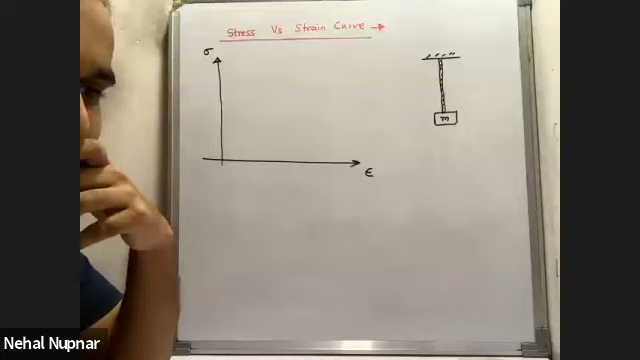 Stress Vs Strain Curve →
σ
m
ε
Nehal Nupnar